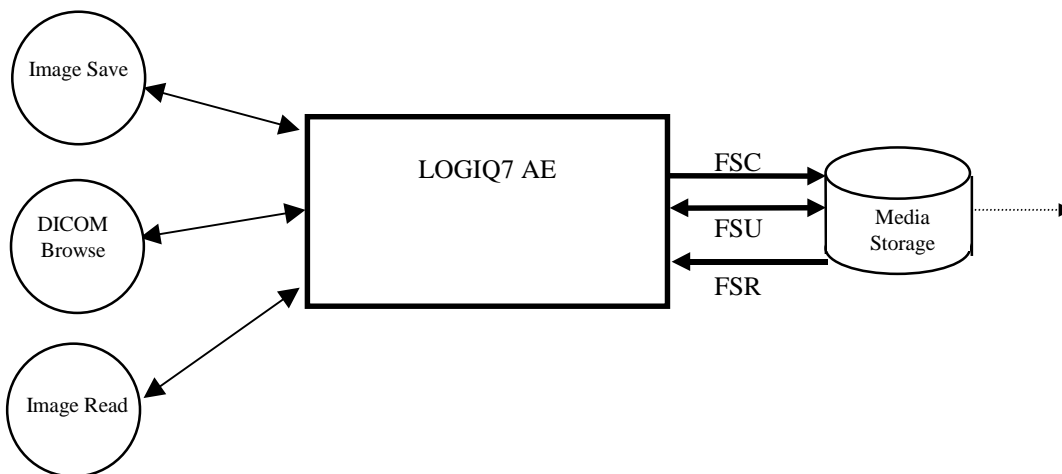 Image Save
DICOM
Browse
Image Read
LOGIQ7 AE
FSC
FSU
FSR
Media
Storage